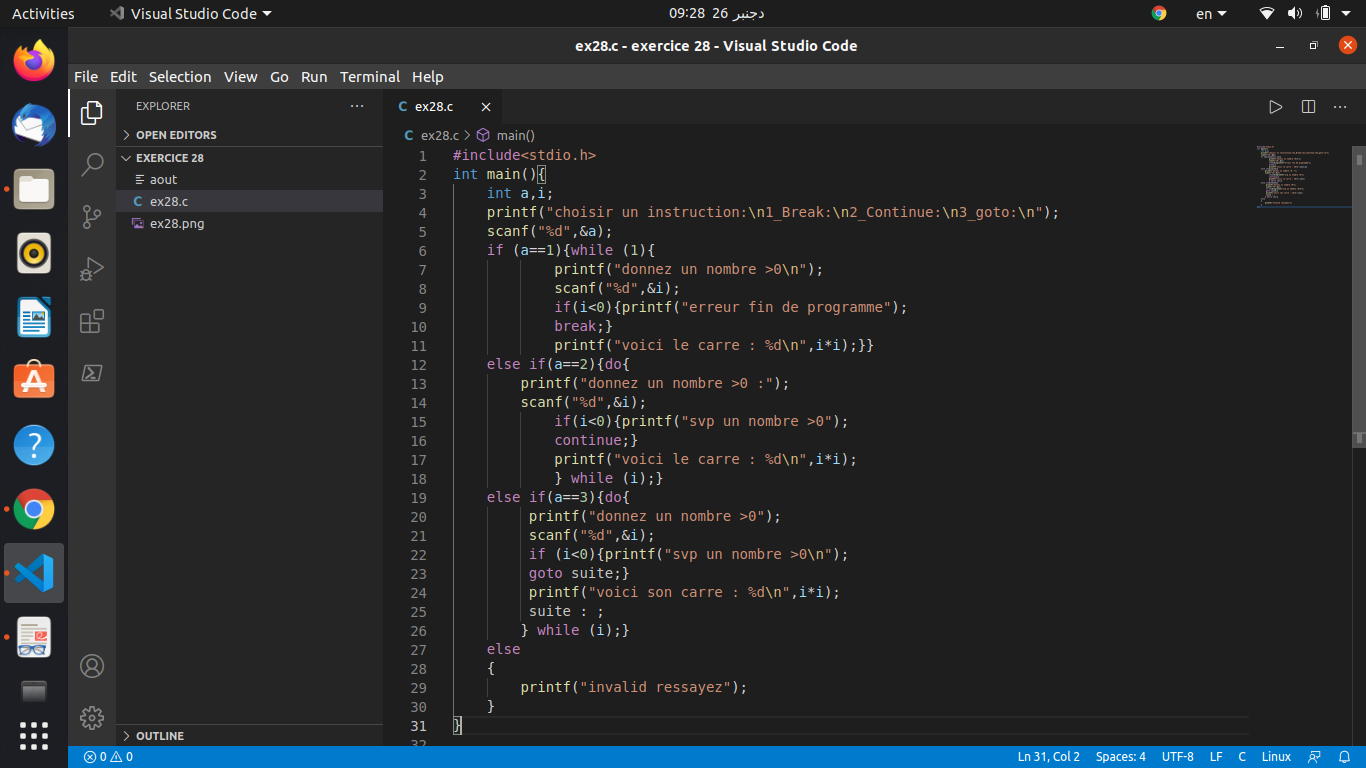 Activities
Visual Studio Code
09:28 26 دجنبر
en
ex28.c - exercice 28 - Visual Studio Code
File Edit Selection View Go Run Terminal Help
EXPLORER
OPEN EDITORS
EXERCICE 28
aout
C ex28.c
ex28.png
OUTLINE
C ex28.c
C ex28.c > main()
1 #include<stdio.h>
2 int main(){
3 int a,i;
4 printf("choisir un instruction:\n1_Break:\n2_Continue:\n3_goto:\n");
5 scanf("%d",&a);
6 if (a==1){while (1){
7 printf("donnez un nombre >0\n");
8 scanf("%d",&i);
9 if(i<0){printf("erreur fin de programme");
10 break;}
11 printf("voici le carre : %d\n",i*i);}}
12 else if(a==2){do{
13 printf("donnez un nombre >0 :");
14 scanf("%d",&i);
15 if(i<0){printf("svp un nombre >0");
16 continue;}
17 printf("voici le carre : %d\n",i*i);
18 } while (i);}
19 else if(a==3){do{
20 printf("donnez un nombre >0");
21 scanf("%d",&i);
22 if (i<0){printf("svp un nombre >0\n");
23 goto suite;}
24 printf("voici son carre : %d\n",i*i);
25 suite : ;
26 } while (i);}
27 else
28 {
29 printf("invalid ressayez");
30 }
31 }
32
0 0
Ln 31, Col 2 Spaces: 4 UTF-8 LF C Linux